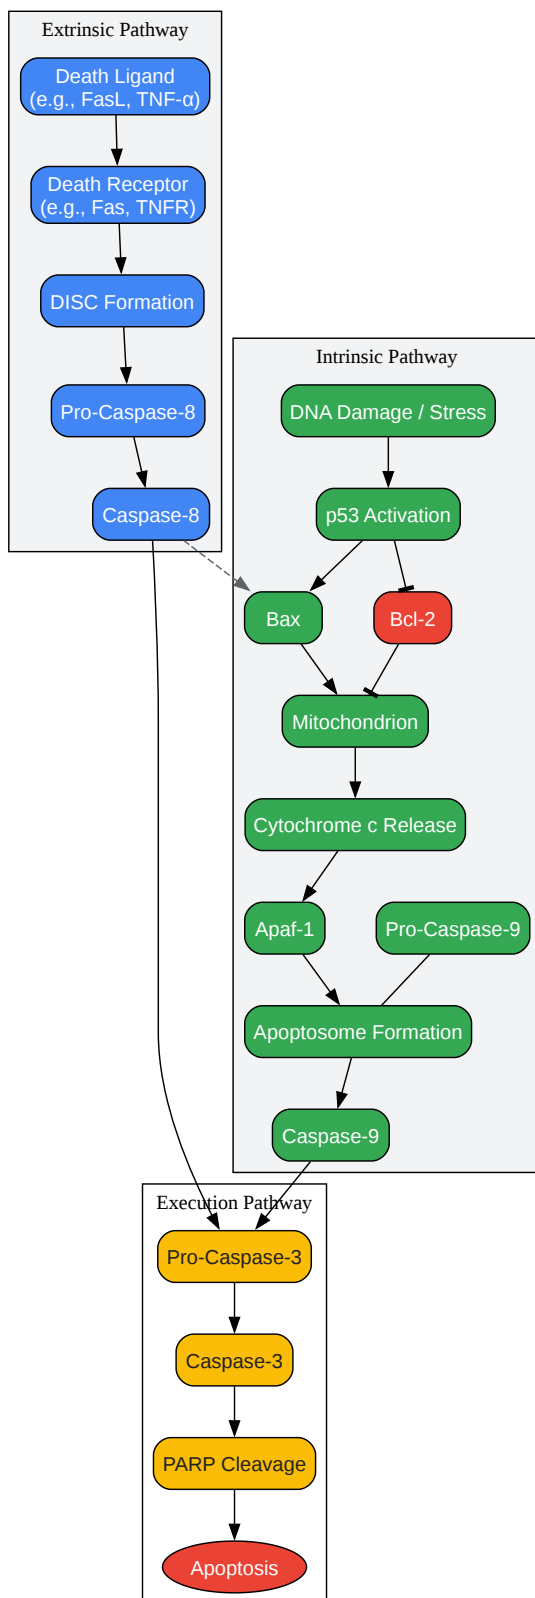 Extrinsic Pathway
Death Ligand
(e.g., FasL, TNF-α)
Death Receptor
(e.g., Fas, TNFR)
DISC Formation
Pro-Caspase-8
Caspase-8
Intrinsic Pathway
DNA Damage / Stress
p53 Activation
Bax
Bcl-2
Mitochondrion
Cytochrome c Release
Apaf-1
Pro-Caspase-9
Apoptosome Formation
Caspase-9
Execution Pathway
Pro-Caspase-3
Caspase-3
PARP Cleavage
Apoptosis